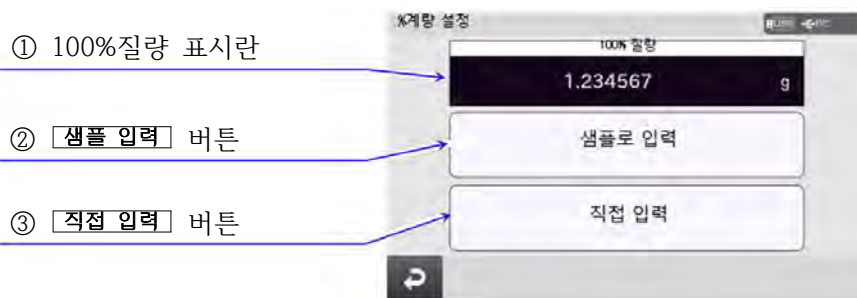 %계량 설정
① 100%질량 표시란
100% 질량
1.234567 g
② 샘플 입력 버튼
샘플로 입력
③ 직접 입력 버튼
직접 입력